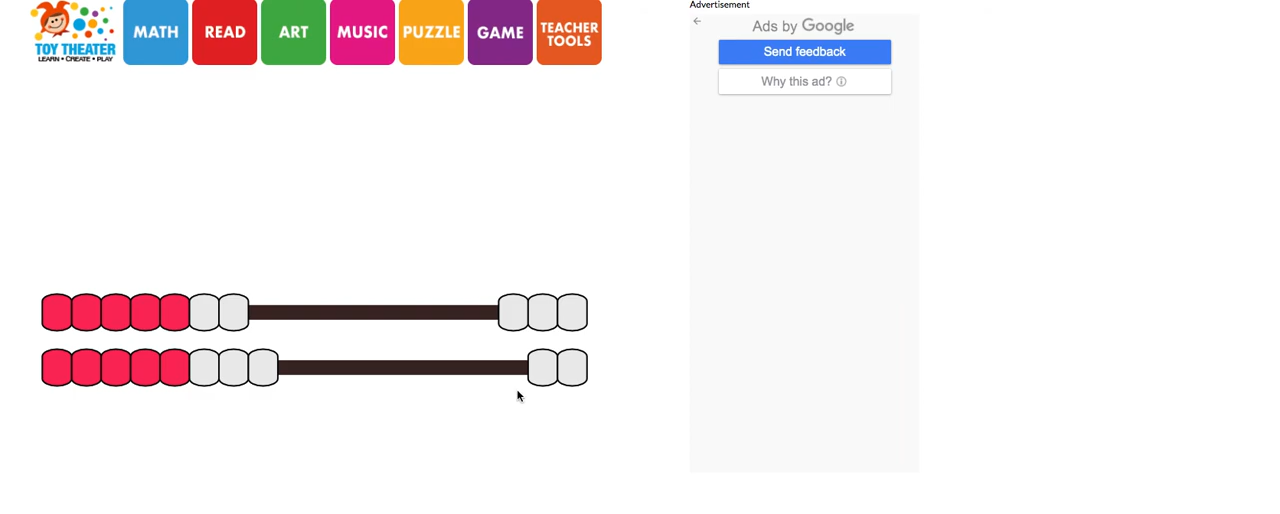 Advertisement
TOY THEATER
LEARN • CREATE • PLAY
MATH
READ
ART
MUSIC
PUZZLE
GAME
TEACHER
TOOLS
Ads by Google
Send feedback
Why this ad?